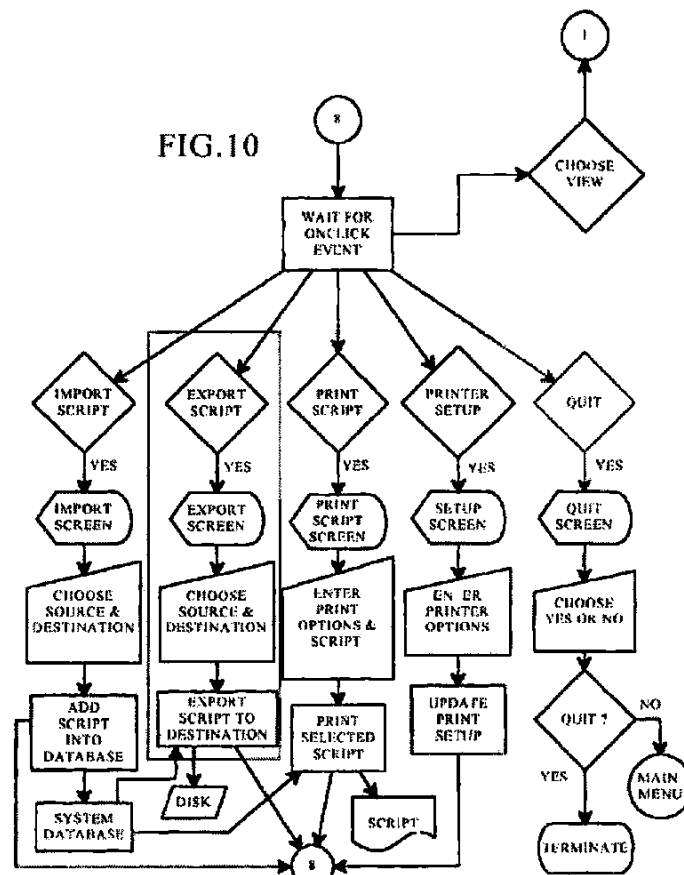 1
8
FIG.10
CHOOSE
VIEW
WAIT FOR
ONCLICK
EVENT
IMPORT
SCRIPT
EXPORT
SCRIPT
PRINT
SCRIPT
PRINTER
SETUP
QUIT
YES
YES
YES
YES
YES
IMPORT
SCREEN
EXPORT
SCREEN
PRINT
SCRIPT
SCREEN
SETUP
SCREEN
QUIT
SCREEN
CHOOSE
SOURCE &
DESTINATION
CHOOSE
SOURCE &
DESTINATION
ENTER
PRINT
OPTIONS &
SCRIPT
EN ER
PRINTER
OPTIONS
CHOOSE
YES OR NO
ADD
SCRIPT
INTO
DATABASE
EXPORT
SCRIPT TO
DESTINATION
PRINT
SELECTED
SCRIPT
UPDATE
PRINT
SETUP
QUIT ?
NO
YES
MAIN
MENU
SYSTEM
DATABASE
DISK
SCRIPT
8
TERMINATE